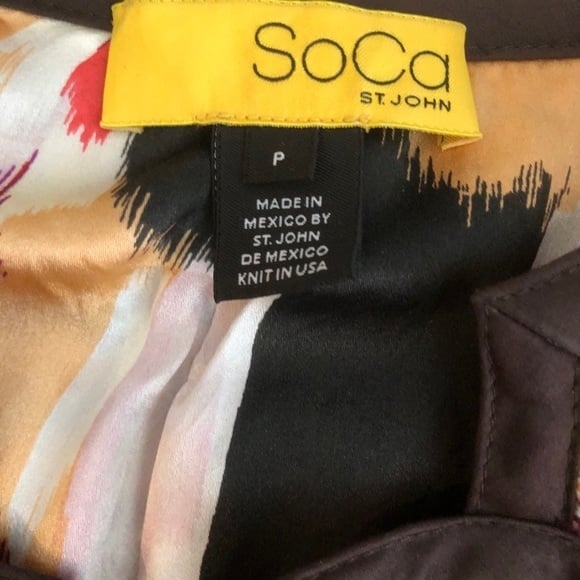 SoCa
ST. JOHN
P
MADE IN
MEXICO BY
ST. JOHN
DE MEXICO
KNIT IN USA